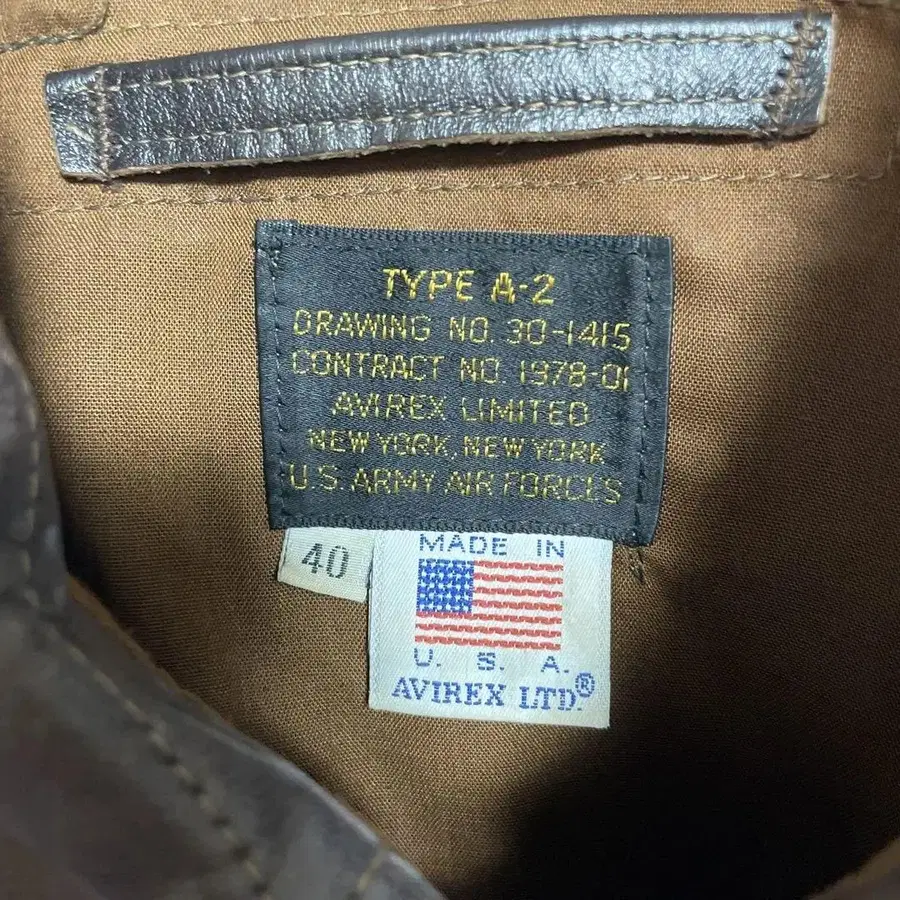 TYPE A-2
DRAWING NO. 30-1415
CONTRACT NO. 1978-01
AVIREX LIMITED
NEW YORK, NEW YORK
U.S. ARMY AIR FORCES
40
MADE IN
U. S. A.
AVIREX LTD.®